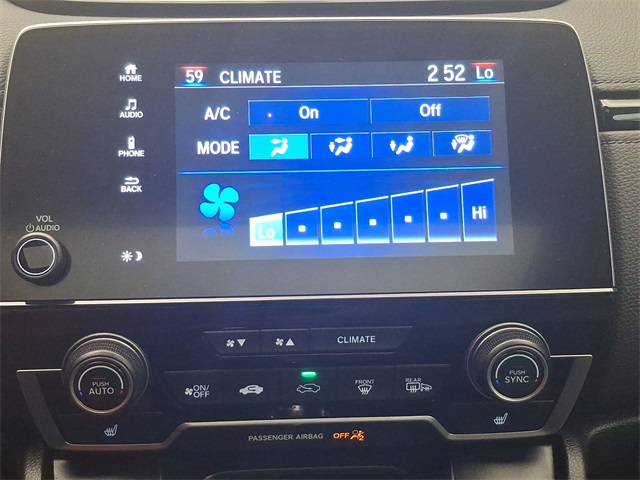 59 CLIMATE 2 52 Lo
HOME
A/C On Off
AUDIO
MODE
PHONE
BACK
Lo Hi
VOL
AUDIO
CLIMATE
PUSH
AUTO
ON/
OFF
FRONT
REAR
PUSH
SYNC
PASSENGER AIRBAG OFF